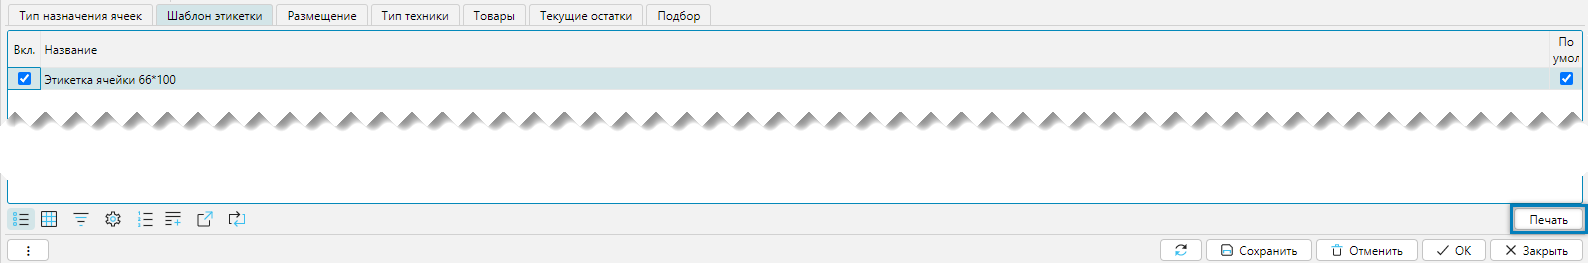 Тип назначения ячеек Шаблон этикетки Размещение Тип техники Товары Текущие остатки Подбор
Вкл. Название По умол
Этикетка ячейки 66*100
Печать
Сохранить Отменить ОК Закрыть